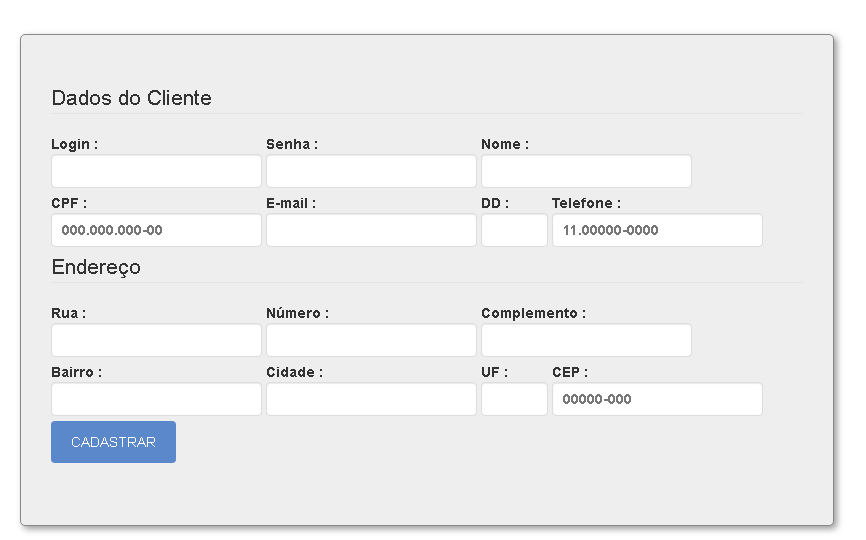 Dados do Cliente
Login : Senha : Nome :
CPF : E-mail : DD : Telefone :
000.000.000-00 11.00000-0000
Endereço
Rua : Número : Complemento :
Bairro : Cidade : UF : CEP :
00000-000
CADASTRAR